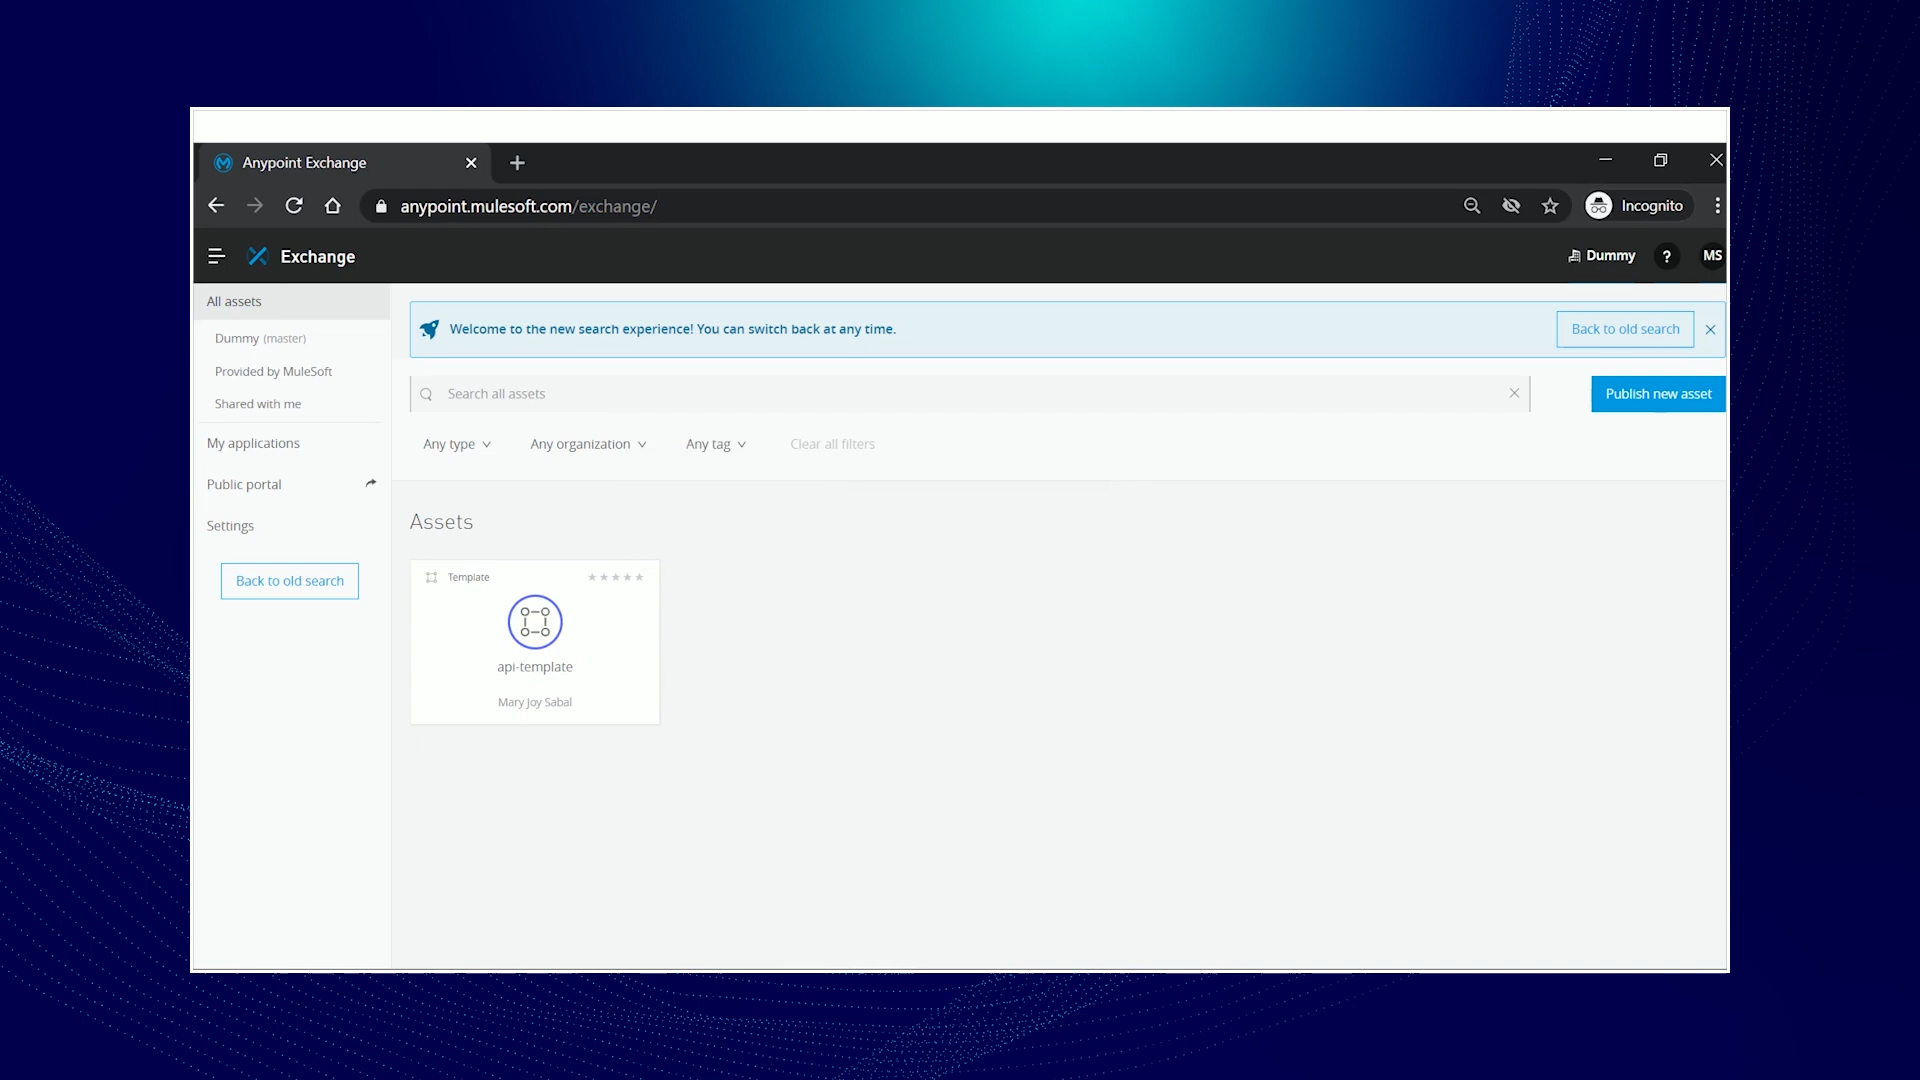 Anypoint Exchange
anypoint.mulesoft.com/exchange/
Incognito
Exchange
Dummy
?
MS
All assets
Dummy (master)
Provided by MuleSoft
Shared with me
My applications
Public portal
Settings
Back to old search
Welcome to the new search experience! You can switch back at any time.
Back to old search
Search all assets
Publish new asset
Any type
Any organization
Any tag
Clear all filters
Assets
Template
api-template
Mary Joy Sabal